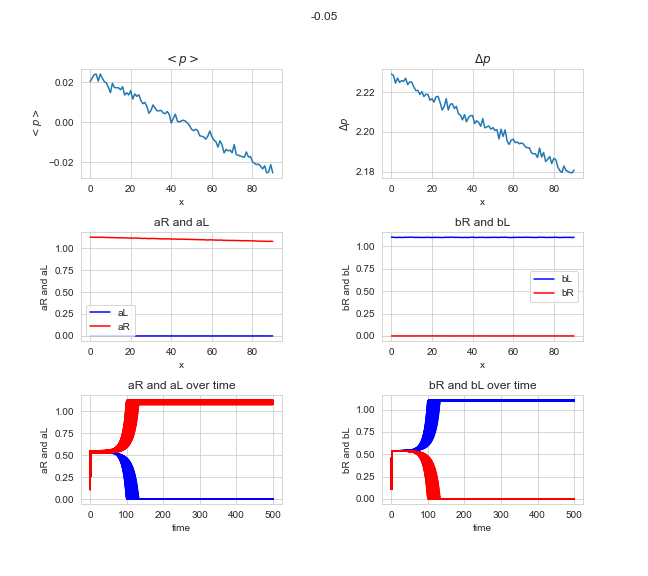 -0.05
< p >
Δp
0.02
0.00
−0.02
< p >
0 20 40 60 80
x
2.22
2.20
2.18
Δp
0 20 40 60 80
x
aR and aL
bR and bL
1.00
0.75
0.50
0.25
0.00
aR and aL
aL
aR
0 20 40 60 80
x
1.00
0.75
0.50
0.25
0.00
bR and bL
bL
bR
0 20 40 60 80
x
aR and aL over time
bR and bL over time
1.00
0.75
0.50
0.25
0.00
aR and aL
0 100 200 300 400 500
time
1.00
0.75
0.50
0.25
0.00
bR and bL
0 100 200 300 400 500
time